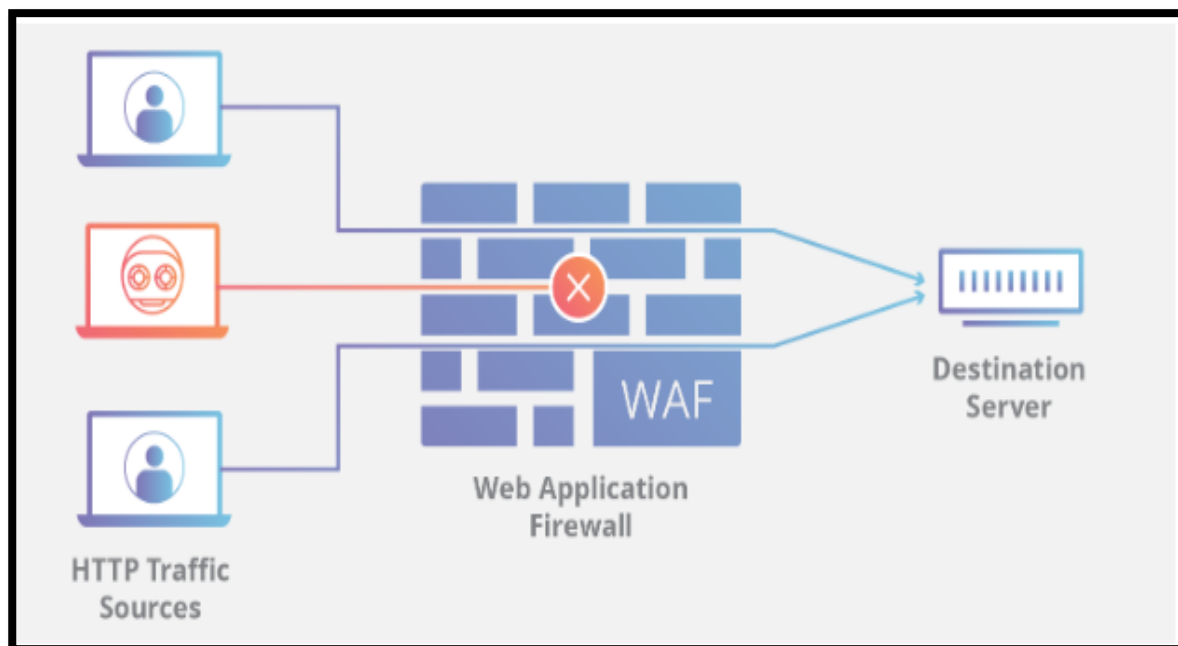 WAF
Web Application
Firewall
Destination
Server
HTTP Traffic
Sources